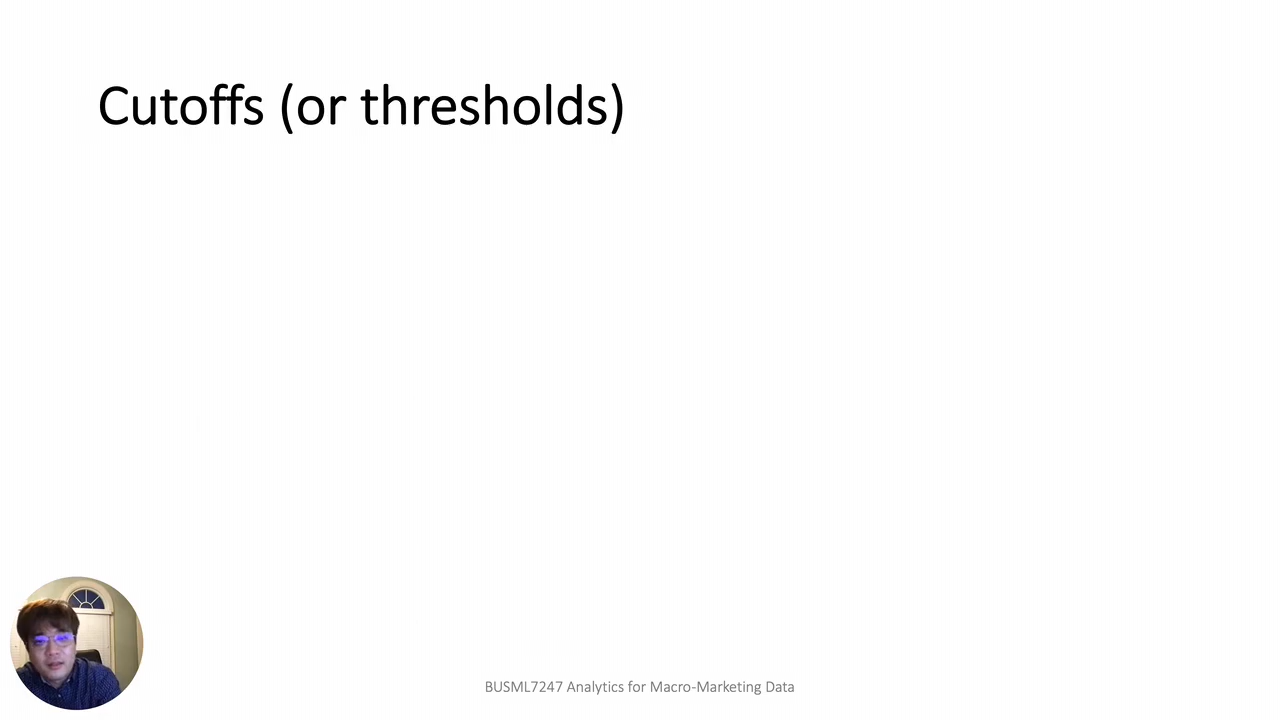 Cutoffs (or thresholds)
BUSML7247 Analytics for Macro-Marketing Data